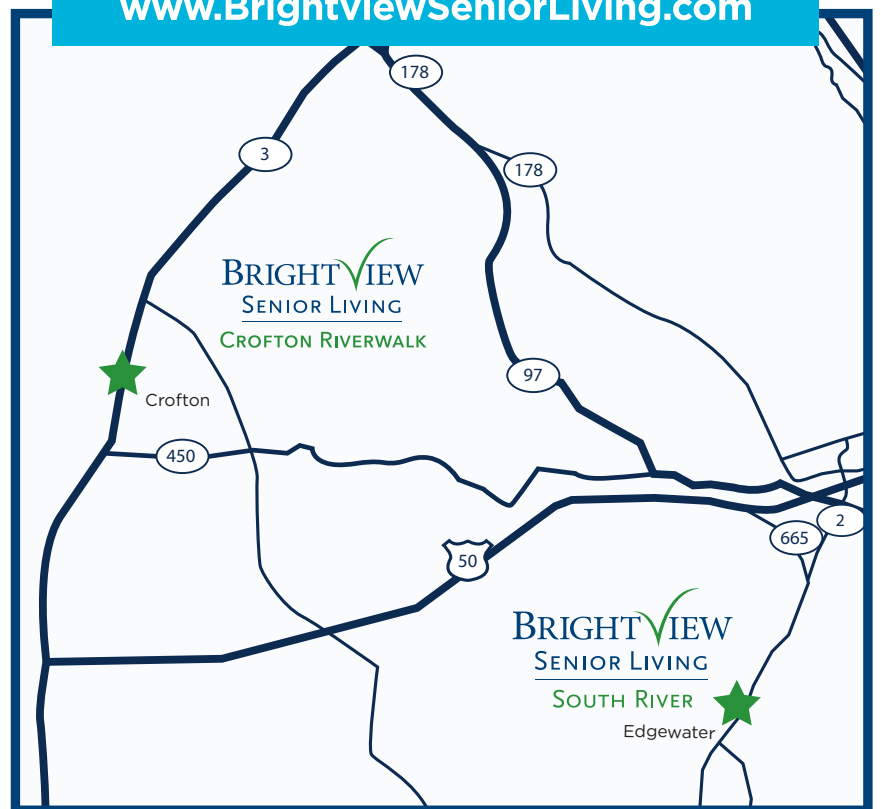 www.BrightviewSeniorLiving.com
178
3
178
BRIGHTVIEW
SENIOR LIVING
CROFTON RIVERWALK
97
Crofton
450
2
665
50
BRIGHTVIEW
SENIOR LIVING
SOUTH RIVER
Edgewater